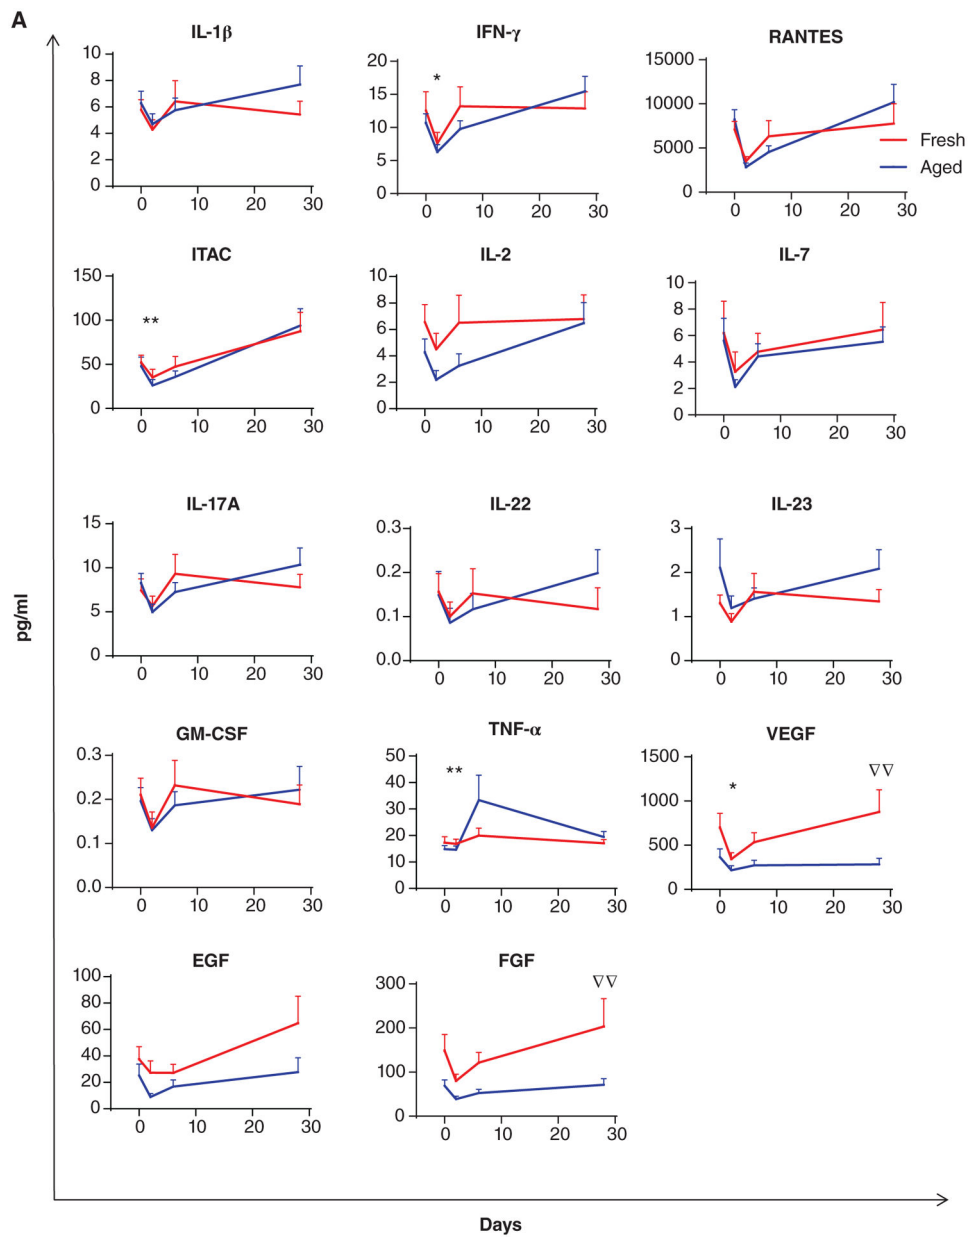 A
IL-1β
10
8
6
4
2
0
0 10 20 30
IFN-γ
20
15
10
5
0
*
0 10 20 30
RANTES
15000
10000
5000
0
0 10 20 30
Fresh
Aged
ITAC
150
100
50
0
**
0 10 20 30
IL-2
10
8
6
4
2
0
0 10 20 30
IL-7
10
8
6
4
2
0
0 10 20 30
IL-17A
15
10
5
0
0 10 20 30
IL-22
0.3
0.2
0.1
0.0
0 10 20 30
IL-23
3
2
1
0
0 10 20 30
GM-CSF
0.3
0.2
0.1
0.0
0 10 20 30
TNF-α
50
40
30
20
10
0
**
0 10 20 30
VEGF
1500
1000
500
0
*
∇∇
0 10 20 30
EGF
100
80
60
40
20
0
0 10 20 30
FGF
300
200
100
0
∇∇
0 10 20 30
pg/ml
Days